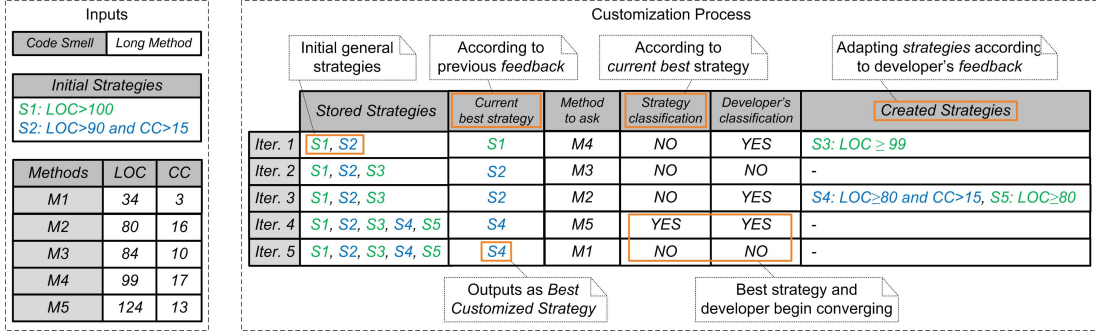 Inputs
Code Smell Long Method
Initial Strategies
S1: LOC>100
S2: LOC>90 and CC>15
Methods LOC CC
M1 34 3
M2 80 16
M3 84 10
M4 99 17
M5 124 13
Customization Process
Initial general
strategies
According to
previous feedback
According to
current best strategy
Adapting strategies according
to developer's feedback
Stored Strategies
Current
best strategy
Method
to ask
Strategy
classification
Developer's
classification
Created Strategies
Iter. 1 S1, S2 S1 M4 NO YES S3: LOC ≥ 99
Iter. 2 S1, S2, S3 S2 M3 NO NO -
Iter. 3 S1, S2, S3 S2 M2 NO YES S4: LOC≥80 and CC>15, S5: LOC≥80
Iter. 4 S1, S2, S3, S4, S5 S4 M5 YES YES -
Iter. 5 S1, S2, S3, S4, S5 S4 M1 NO NO -
Outputs as Best
Customized Strategy
Best strategy and
developer begin converging